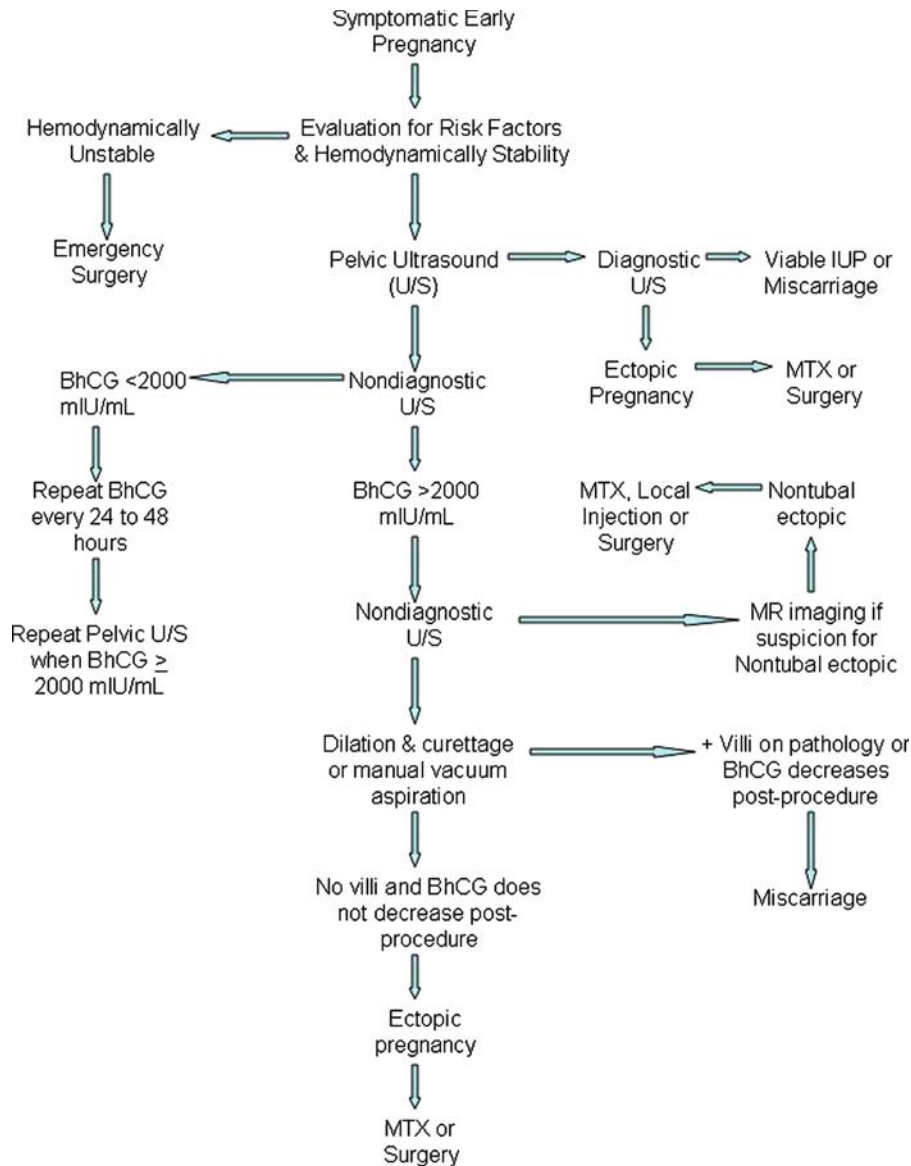 Symptomatic Early
Pregnancy
Hemodynamically
Unstable
Evaluation for Risk Factors
& Hemodynamically Stability
Emergency
Surgery
Pelvic Ultrasound
(U/S)
Diagnostic
U/S
Viable IUP or
Miscarriage
Ectopic
Pregnancy
MTX or
Surgery
BhCG <2000
mIU/mL
Nondiagnostic
U/S
Repeat BhCG
every 24 to 48
hours
BhCG >2000
mIU/mL
MTX, Local
Injection or
Surgery
Nontubal
ectopic
Repeat Pelvic U/S
when BhCG ≥
2000 mIU/mL
Nondiagnostic
U/S
MR imaging if
suspicion for
Nontubal ectopic
Dilation & curettage
or manual vacuum
aspiration
+ Villi on pathology or
BhCG decreases
post-procedure
No villi and BhCG does
not decrease post-
procedure
Miscarriage
Ectopic
pregnancy
MTX or
Surgery